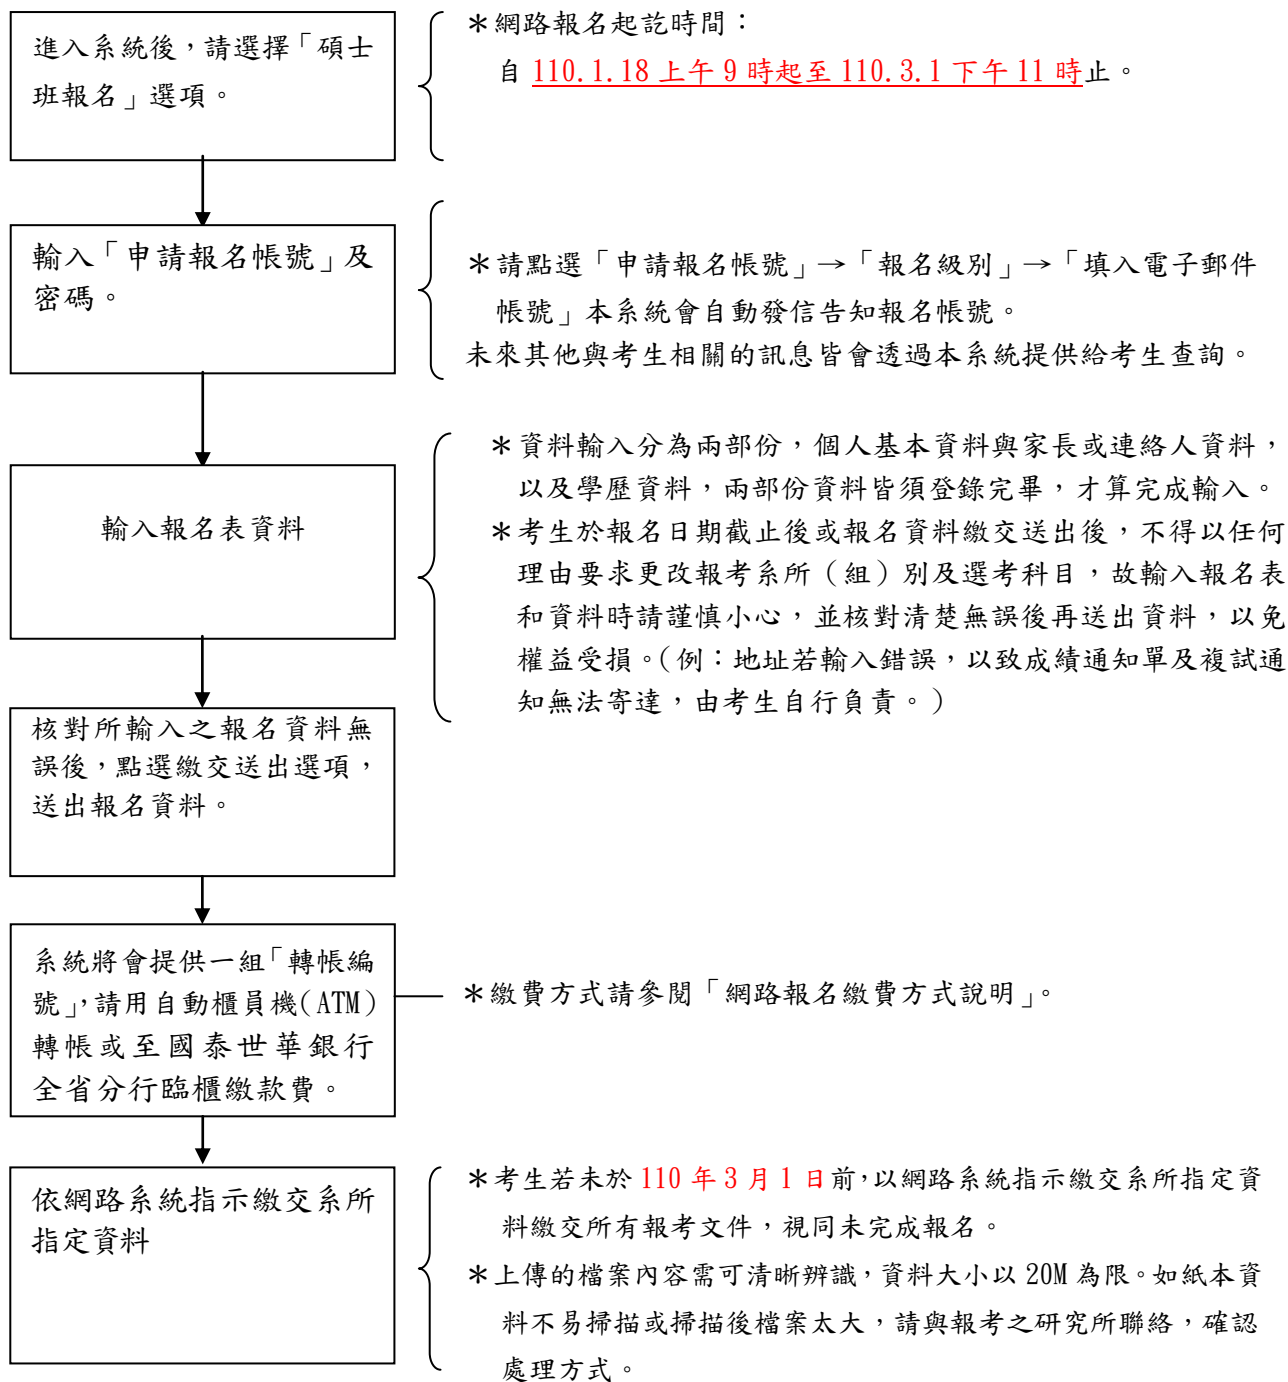 進入系統後，請選擇「碩士
班報名」選項。
＊網路報名起訖時間：
自 110.1.18 上午 9 時起至 110.3.1 下午 11 時止。
輸入「申請報名帳號」及
密碼。
＊請點選「申請報名帳號」→「報名級別」→「填入電子郵件
帳號」本系統會自動發信告知報名帳號。
未來其他與考生相關的訊息皆會透過本系統提供給考生查詢。
輸入報名表資料
＊資料輸入分為兩部份，個人基本資料與家長或連絡人資料，
以及學歷資料，兩部份資料皆須登錄完畢，才算完成輸入。
＊考生於報名日期截止後或報名資料繳交送出後，不得以任何
理由要求更改報考系所（組）別及選考科目，故輸入報名表
和資料時請謹慎小心，並核對清楚無誤後再送出資料，以免
權益受損。（例：地址若輸入錯誤，以致成績通知單及複試通
知無法寄達，由考生自行負責。）
核對所輸入之報名資料無
誤後，點選繳交送出選項，
送出報名資料。
系統將會提供一組「轉帳編
號」，請用自動櫃員機(ATM)
轉帳或至國泰世華銀行
全省分行臨櫃繳款費。
＊繳費方式請參閱「網路報名繳費方式說明」。
依網路系統指示繳交系所
指定資料
＊考生若未於 110 年 3 月 1 日前，以網路系統指示繳交系所指定資
料繳交所有報考文件，視同未完成報名。
＊上傳的檔案內容需可清晰辨識，資料大小以 20M 為限。如紙本資
料不易掃描或掃描後檔案太大，請與報考之研究所聯絡，確認
處理方式。